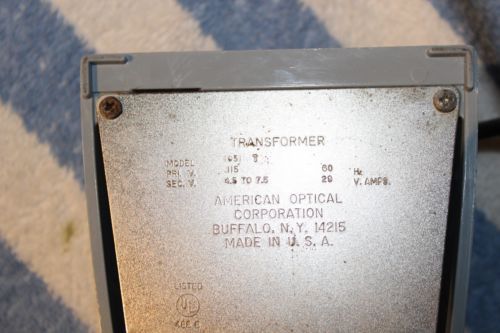 TRANSFORMER
MODEL 1051
PRI. V. 115 60 Hz
SEC. V. 4.5 TO 7.5 20 V. AMPS.
AMERICAN OPTICAL
CORPORATION
BUFFALO, N.Y. 14215
MADE IN U.S.A.
LISTED
UL